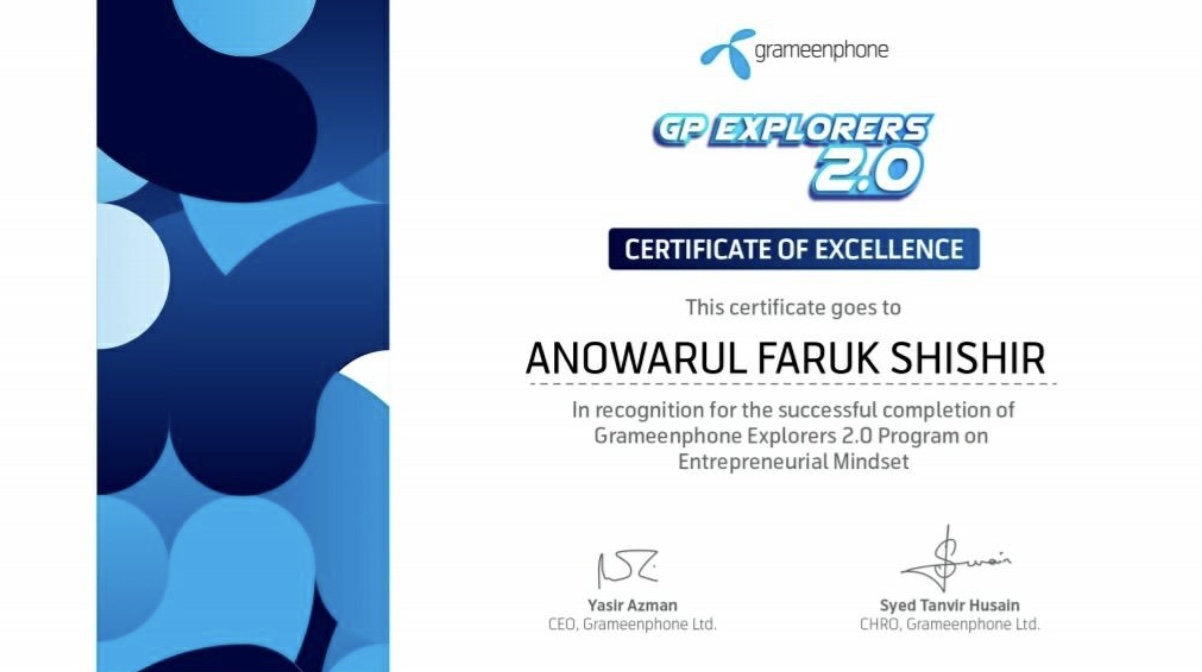 grameenphone
GP EXPLORERS
2.0
CERTIFICATE OF EXCELLENCE
This certificate goes to
ANOWARUL FARUK SHISHIR
In recognition for the successful completion of
Grameenphone Explorers 2.0 Program on
Entrepreneurial Mindset
Yasir Azman
CEO, Grameenphone Ltd.
Syed Tanvir Husain
CHRO, Grameenphone Ltd.